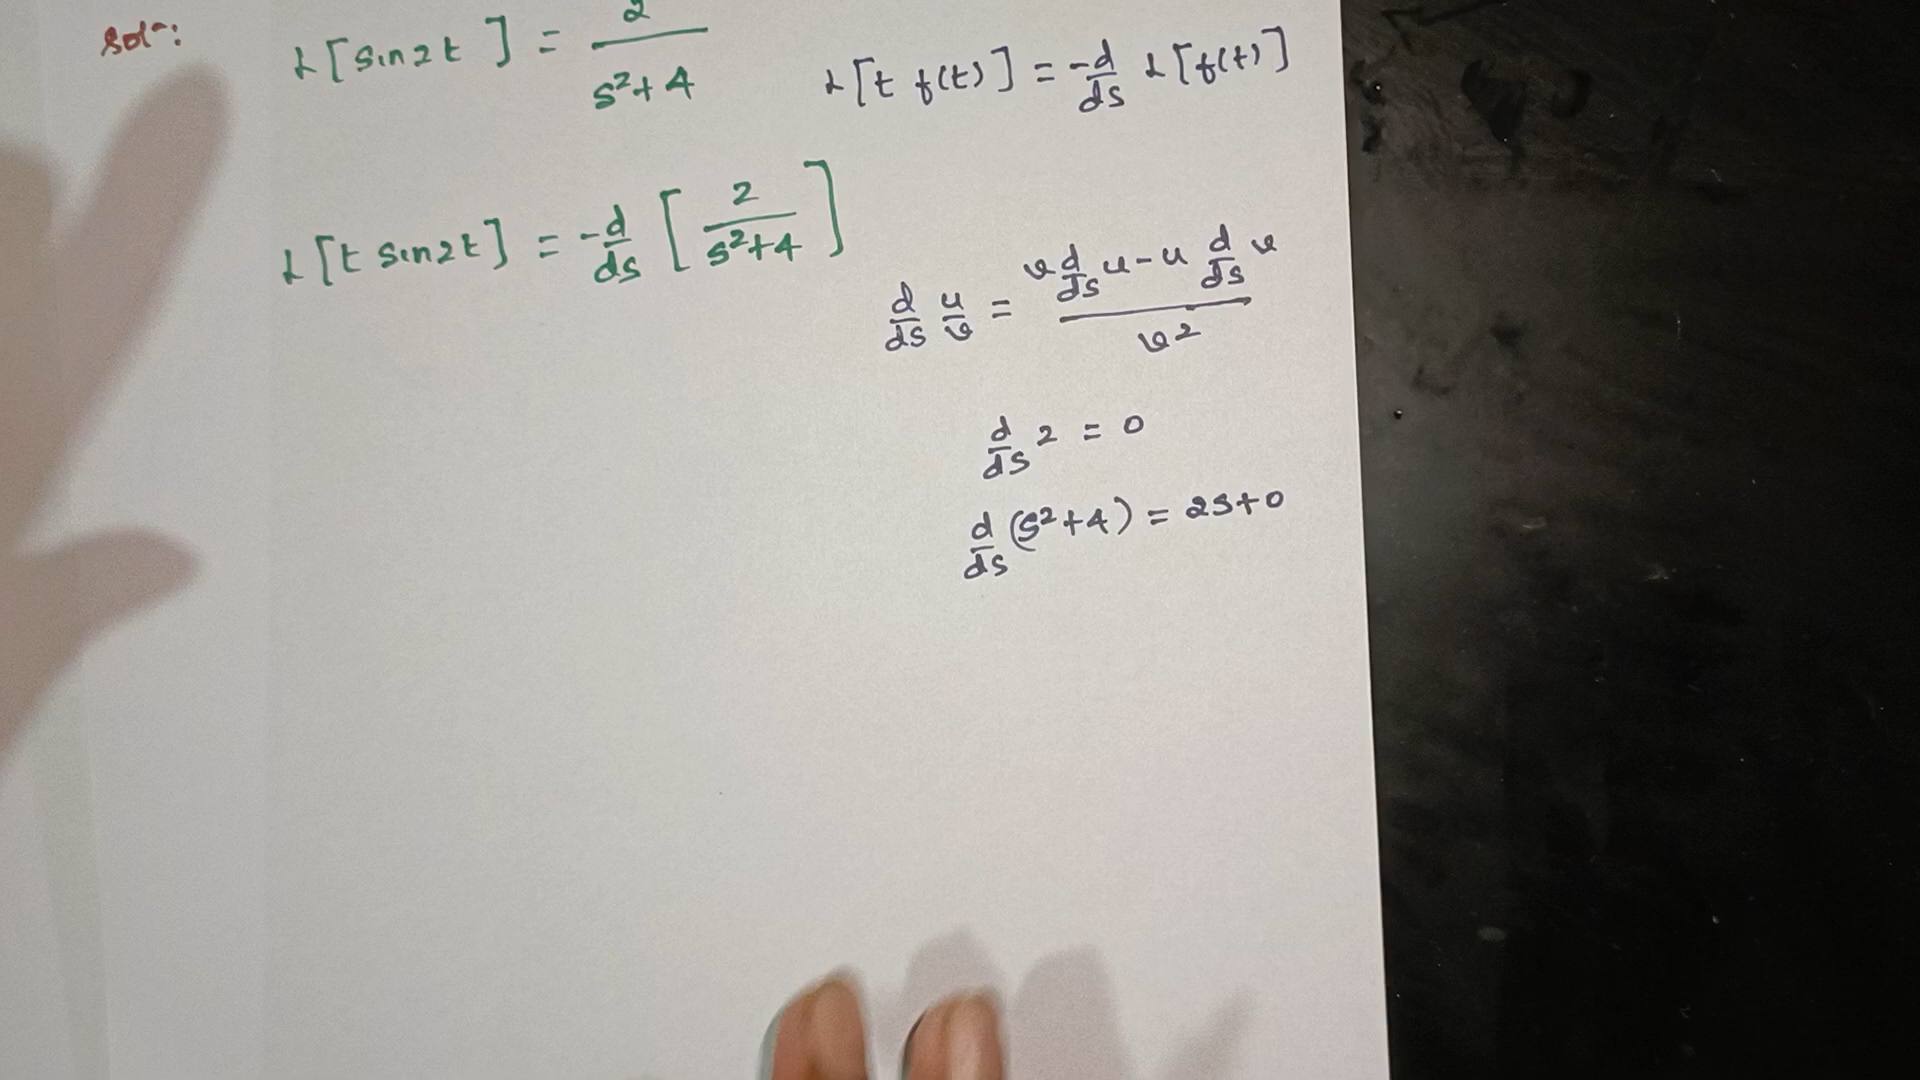 Soln:
L[sin2t] = 2/(s²+4)
L[t f(t)] = -d/ds L[f(t)]
L[t sin2t] = -d/ds [2/(s²+4)]
d/ds u/v = (v d/ds u - u d/ds v)/v²
d/ds 2 = 0
d/ds (s²+4) = 2s+0